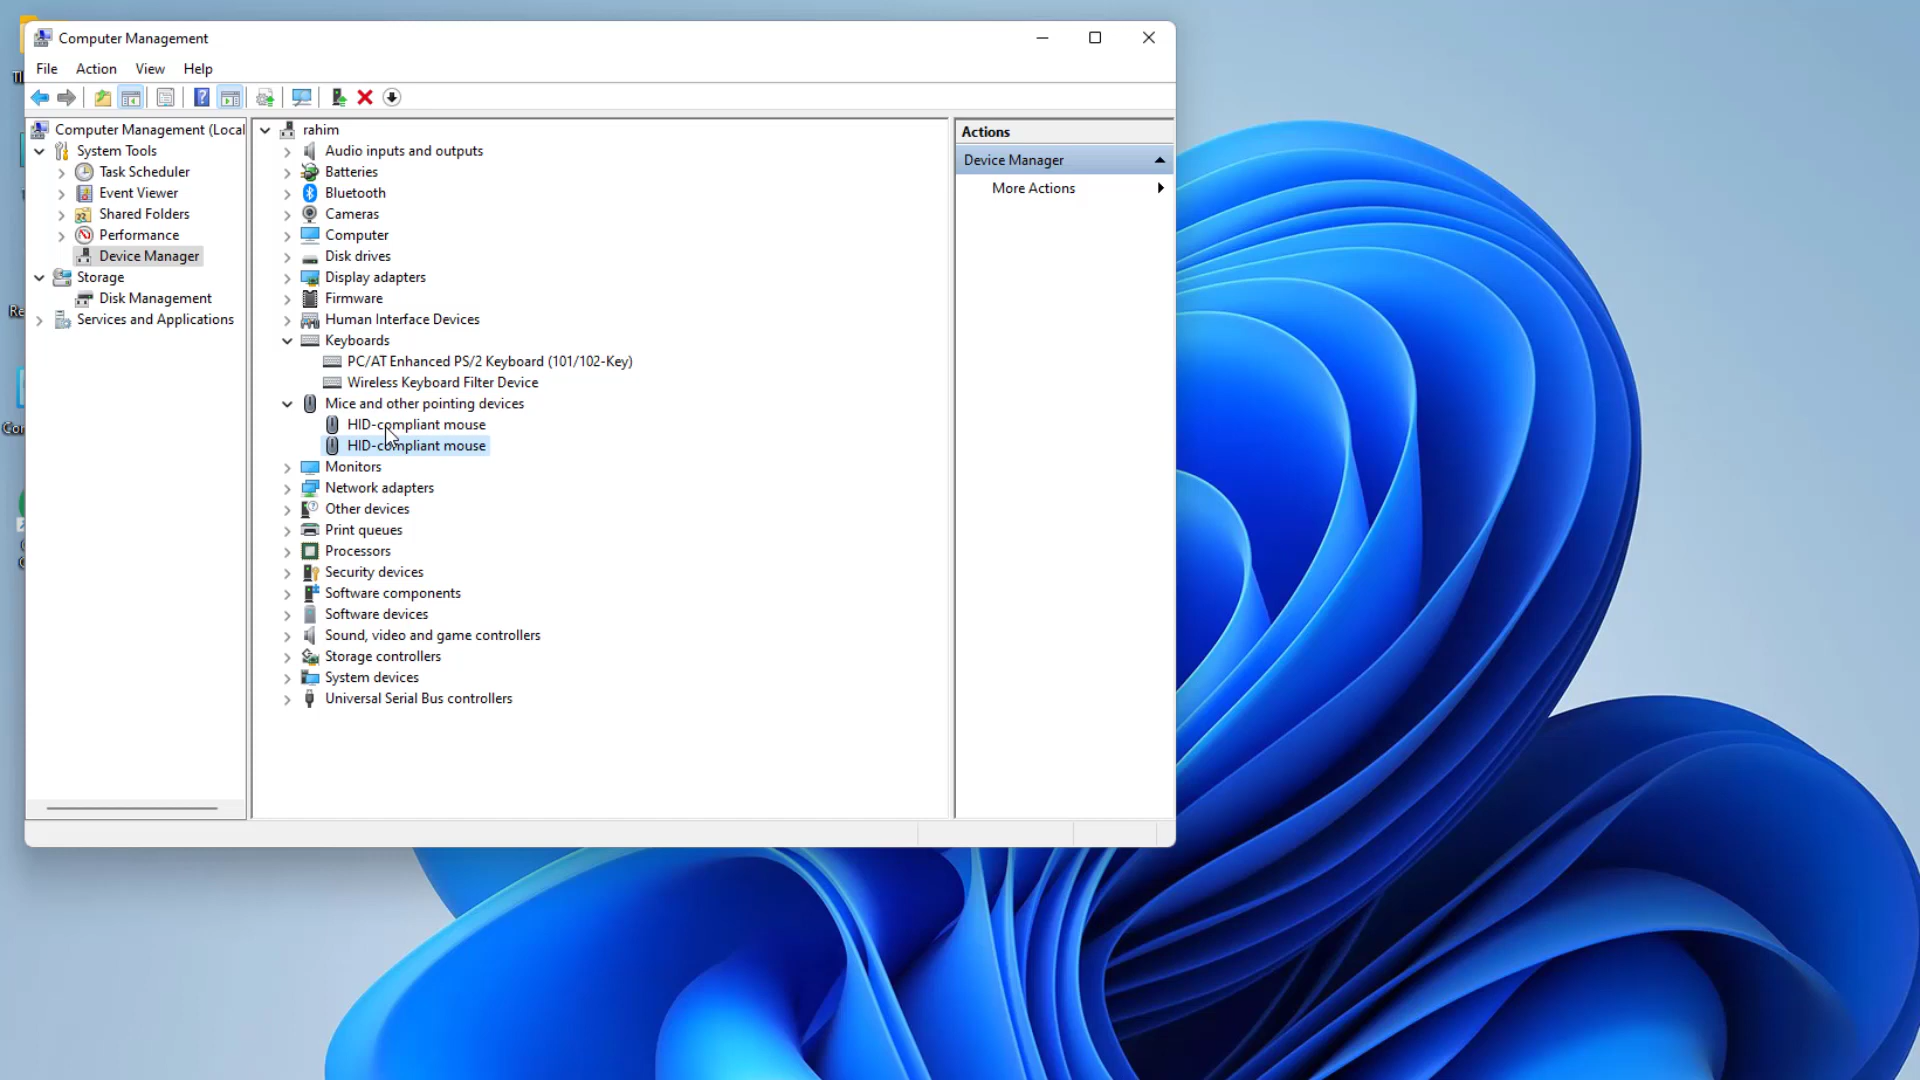 Computer Management
File Action View Help
Computer Management (Local
System Tools
Task Scheduler
Event Viewer
Shared Folders
Performance
Device Manager
Storage
Disk Management
Services and Applications
rahim
Audio inputs and outputs
Batteries
Bluetooth
Cameras
Computer
Disk drives
Display adapters
Firmware
Human Interface Devices
Keyboards
PC/AT Enhanced PS/2 Keyboard (101/102-Key)
Wireless Keyboard Filter Device
Mice and other pointing devices
HID-compliant mouse
HID-compliant mouse
Monitors
Network adapters
Other devices
Print queues
Processors
Security devices
Software components
Software devices
Sound, video and game controllers
Storage controllers
System devices
Universal Serial Bus controllers
Actions
Device Manager
More Actions
Re